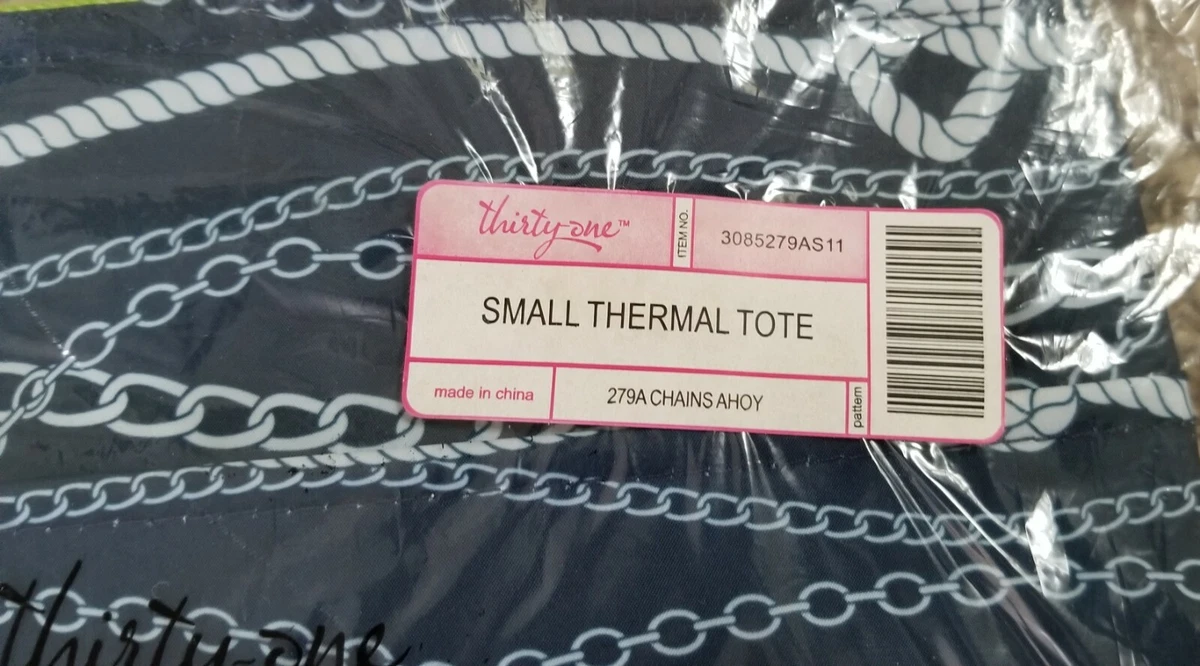 thirty-one™
ITEM NO.
3085279AS11
SMALL THERMAL TOTE
made in china
279A CHAINS AHOY
pattern
thirty-one